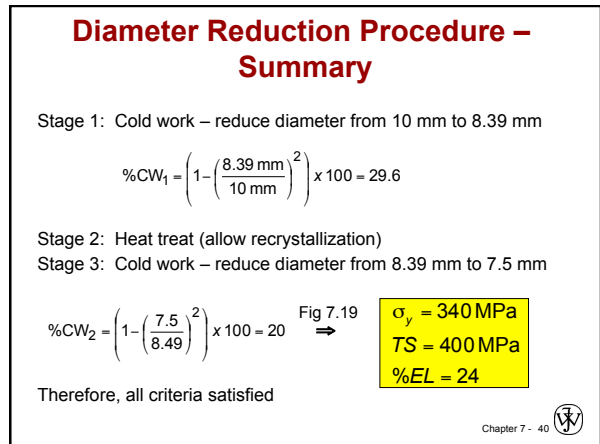 Diameter Reduction Procedure –
Summary
Stage 1: Cold work – reduce diameter from 10 mm to 8.39 mm
%CW₁ = (1−(8.39 mm/10 mm)²) x 100 = 29.6
Stage 2: Heat treat (allow recrystallization)
Stage 3: Cold work – reduce diameter from 8.39 mm to 7.5 mm
%CW₂ = (1−(7.5/8.49)²) x 100 = 20 Fig 7.19 ⇒
σy = 340 MPa
TS = 400 MPa
%EL = 24
Therefore, all criteria satisfied
Chapter 7 - 40